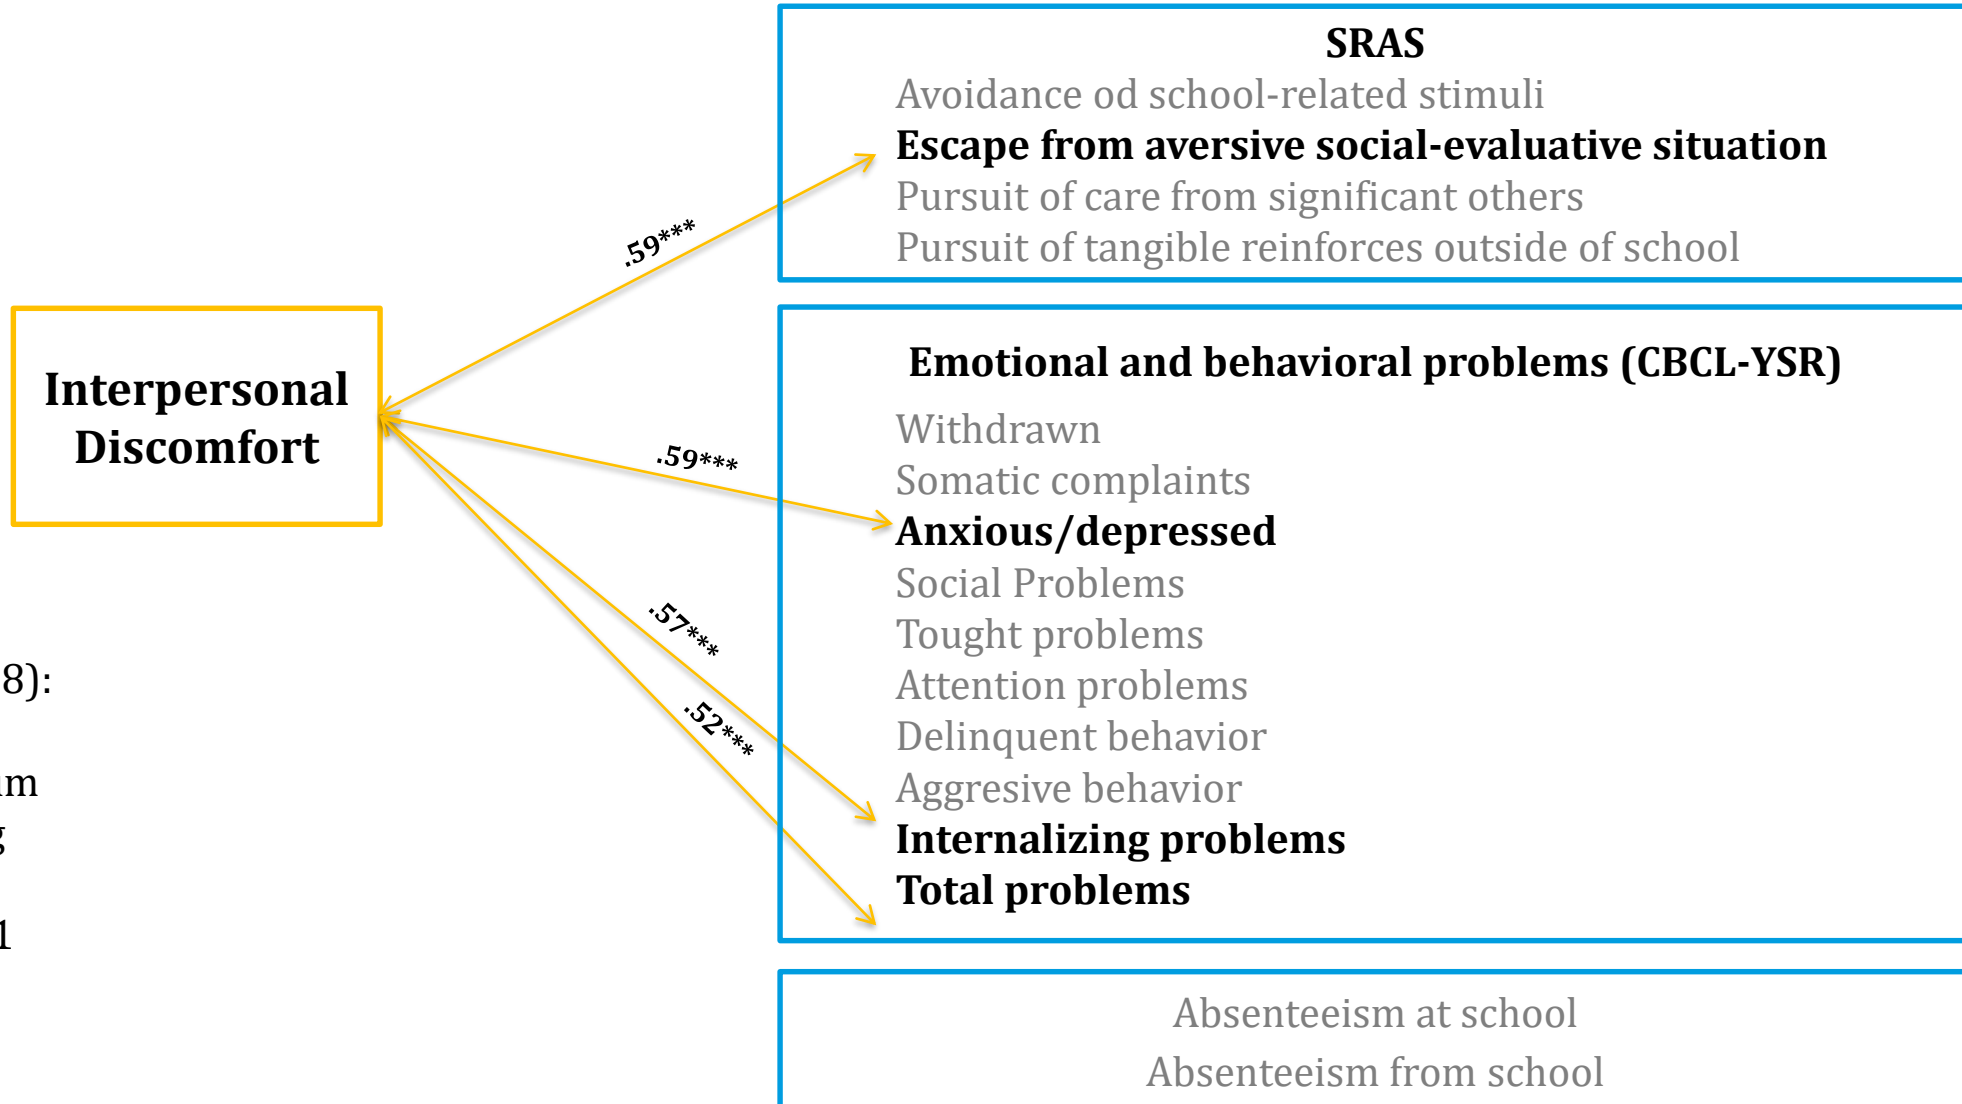 SRAS
Avoidance od school-related stimuli
Escape from aversive social-evaluative situation
Pursuit of care from significant others
Pursuit of tangible reinforces outside of school
.59***
Interpersonal
Discomfort
Emotional and behavioral problems (CBCL-YSR)
Withdrawn
Somatic complaints
.59***
Anxious/depressed
Social Problems
Tought problems
.57***
Attention problems
8):
Delinquent behavior
.52***
Aggresive behavior
Internalizing problems
Total problems
1
Absenteeism at school
Absenteeism from school